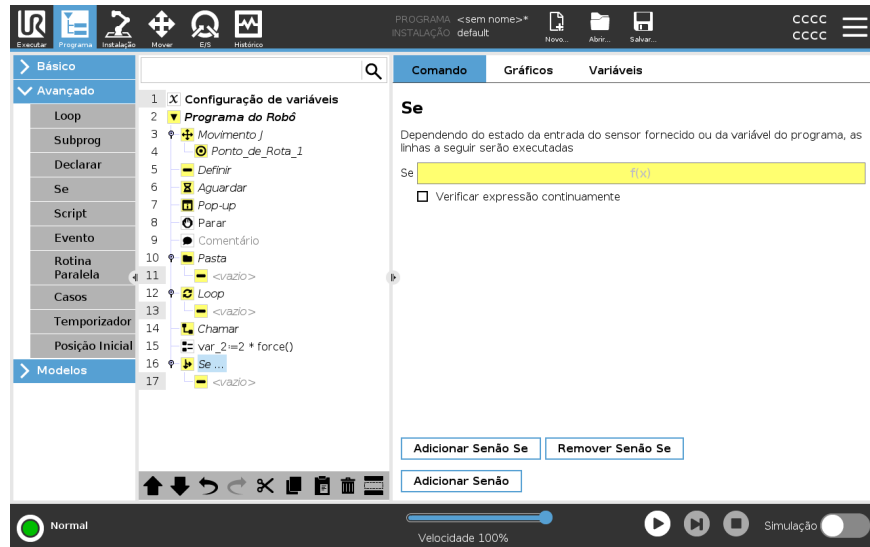 PROGRAMA <sem nome>*
INSTALAÇÃO default
Executar Programa Instalação Mover E/S Histórico
Novo... Abrir... Salvar...
CCCC
CCCC
Básico
Avançado
Loop
Subprog
Declarar
Se
Script
Evento
Rotina
Paralela
Casos
Temporizador
Posição Inicial
Modelos
1 X Configuração de variáveis
2 Programa do Robô
3 Movimento J
4 Ponto_de_Rota_1
5 Definir
6 Aguardar
7 Pop-up
8 Parar
9 Comentário
10 Pasta
11 <vazio>
12 Loop
13 <vazio>
14 Chamar
15 var_2:=2 * force()
16 Se ...
17 <vazio>
Comando Gráficos Variáveis
Se
Dependendo do estado da entrada do sensor fornecido ou da variável do programa, as
linhas a seguir serão executadas
Se f(x)
Verificar expressão continuamente
Adicionar Senão Se Remover Senão Se
Adicionar Senão
Normal
Velocidade 100%
Simulação